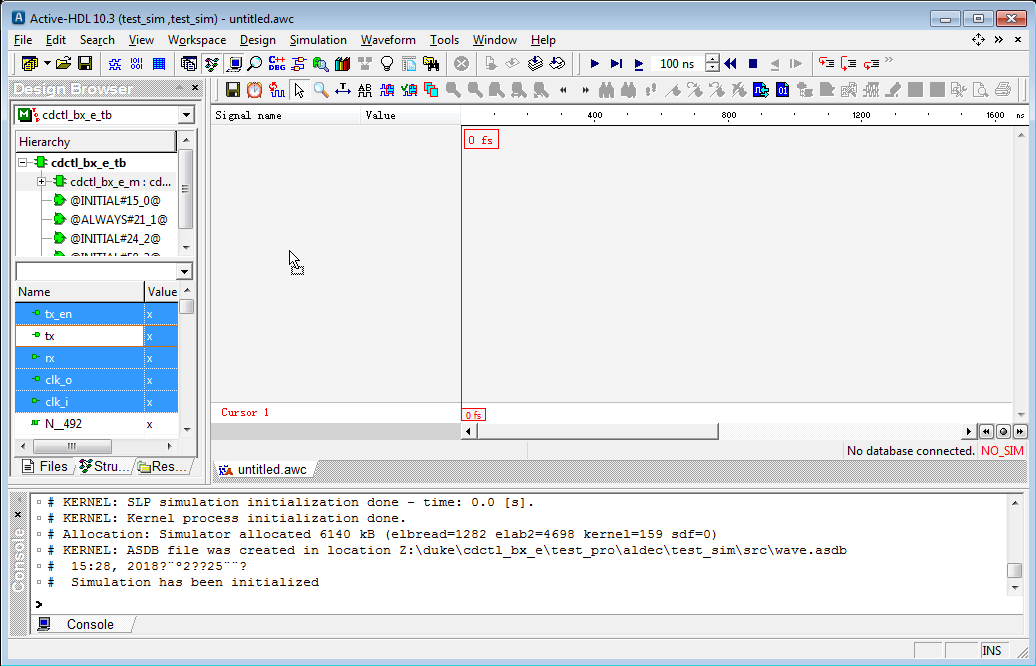 Active-HDL 10.3 (test_sim ,test_sim) - untitled.awc
File Edit Search View Workspace Design Simulation Waveform Tools Window Help
100 ns
Design Browser
cdctl_bx_e_tb
Hierarchy
cdctl_bx_e_tb
cdctl_bx_e_m : cd...
@INITIAL#15_0@
@ALWAYS#21_1@
@INITIAL#24_2@
Name Value
tx_en x
tx x
rx x
clk_o x
clk_i x
N_492 x
Files Stru... Res...
Signal name Value 400 800 1200 1600 ns
0 fs
Cursor 1 0 fs
No database connected. NO_SIM
untitled.awc
Console
# KERNEL: SLP simulation initialization done - time: 0.0 [s].
# KERNEL: Kernel process initialization done.
# Allocation: Simulator allocated 6140 kB (elbread=1282 elab2=4698 kernel=159 sdf=0)
# KERNEL: ASDB file was created in location Z:\duke\cdctl_bx_e\test_pro\aldec\test_sim\src\wave.asdb
# 15:28, 2018?¨°2??25¨¨?
# Simulation has been initialized
>
Console
INS